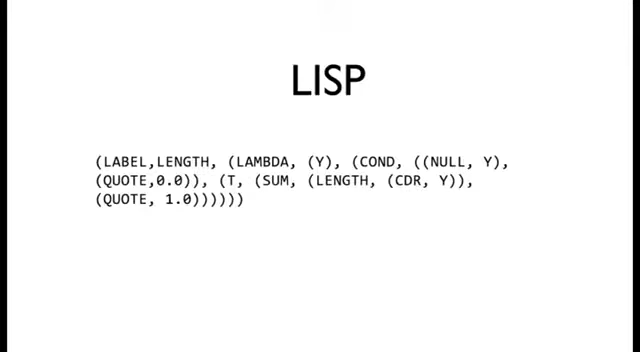 LISP
(LABEL,LENGTH, (LAMBDA, (Y), (COND, ((NULL, Y),
(QUOTE,0.0)), (T, (SUM, (LENGTH, (CDR, Y)),
(QUOTE, 1.0))))))